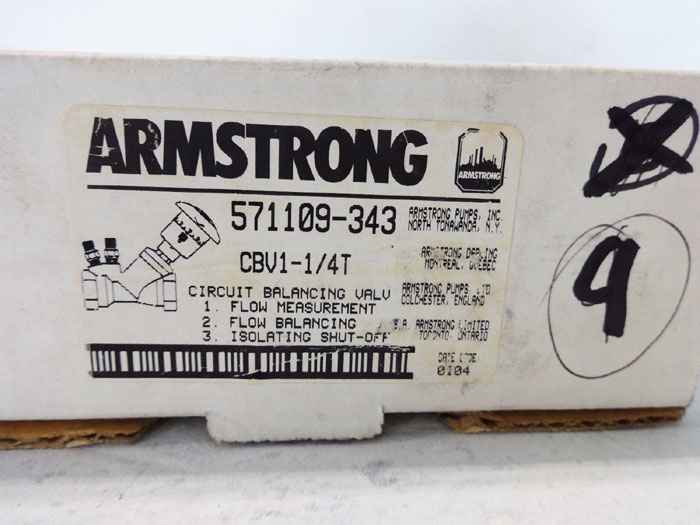 ARMSTRONG
ARMSTRONG
571109-343
CBV1-1/4T
CIRCUIT BALANCING VALV
1. FLOW MEASUREMENT
2. FLOW BALANCING
3. ISOLATING SHUT-OFF
ARMSTRONG PUMPS, INC.
NORTH TONAWANDA, N.Y.
ARMSTRONG DARLING
MONTREAL, QUEBEC
ARMSTRONG PUMPS, LTD
COLCHESTER, ENGLAND
S.A. ARMSTRONG LIMITED
TORONTO, ONTARIO
DATE CODE
0104
9